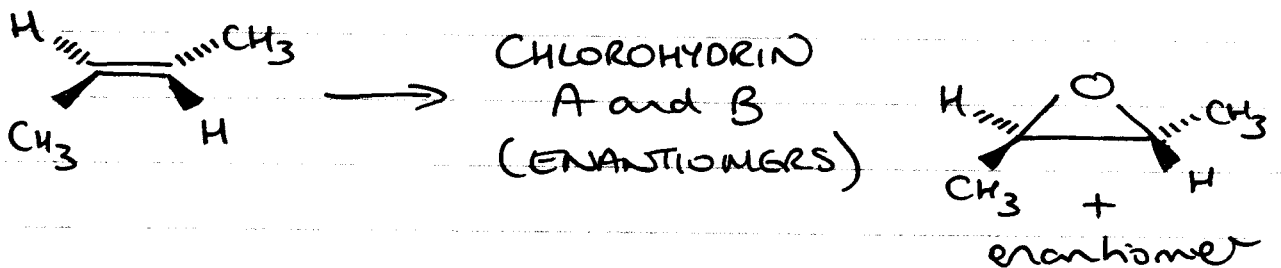 H CH3
CH3 H
CHLOROHYDRIN
A and B
(ENANTIOMERS)
O
H CH3
CH3 H
+
enantiomer